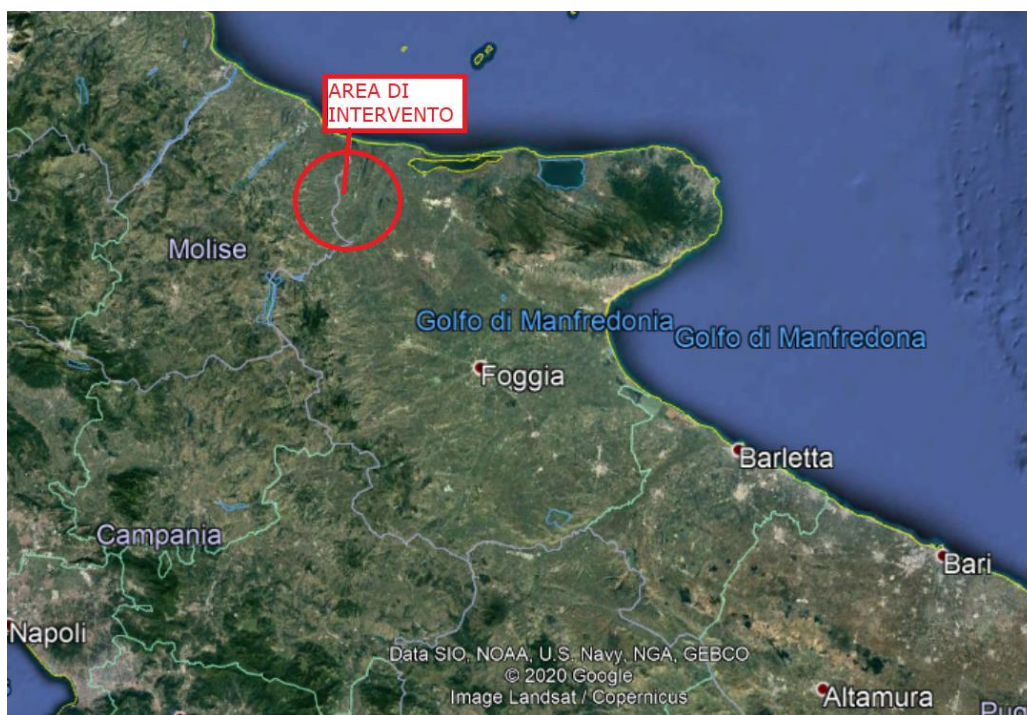 AREA DI
INTERVENTO
Molise
Golfo di Manfredonia
Golfo di Manfredona
Foggia
Barletta
Campania
Bari
Napoli
Data SIO, NOAA, U.S. Navy, NGA, GEBCO
© 2020 Google
Image Landsat / Copernicus
Altamura
Pug